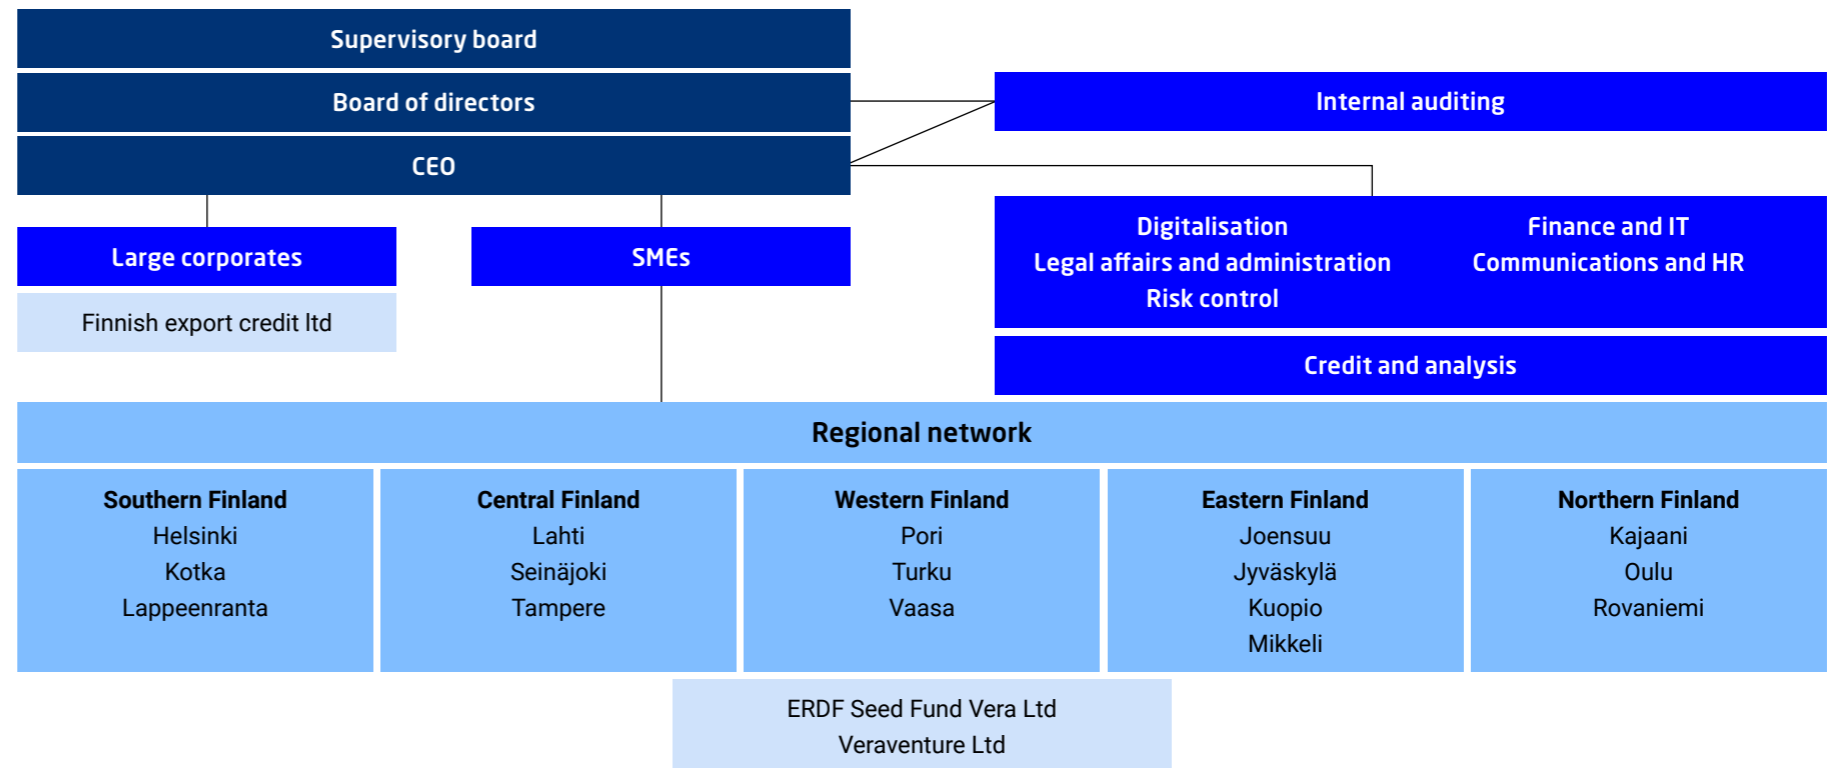 Supervisory board
Board of directors
Internal auditing
CEO
Large corporates
SMEs
Finnish export credit ltd
Digitalisation
Legal affairs and administration
Risk control
Finance and IT
Communications and HR
Credit and analysis
Regional network
Southern Finland
Helsinki
Kotka
Lappeenranta
Central Finland
Lahti
Seinäjoki
Tampere
Western Finland
Pori
Turku
Vaasa
Eastern Finland
Joensuu
Jyväskylä
Kuopio
Mikkeli
Northern Finland
Kajaani
Oulu
Rovaniemi
ERDF Seed Fund Vera Ltd
Veraventure Ltd